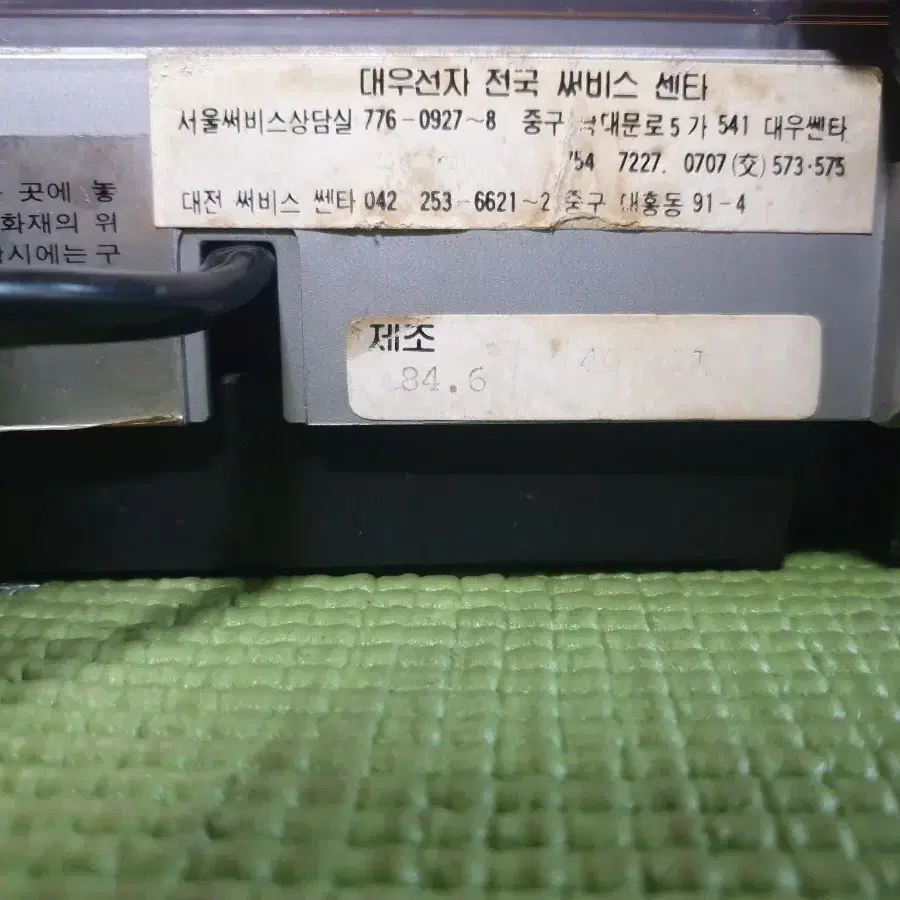 대우선자 전국 써비스 센타
서울써비스상담실 776-0927~8 중구 대문로5가 541 대우쎈타
754 7227. 0707(交)573·575
대전 써비스 쎈타 042 253-6621~2 중구 대흥동 91-4
곳에 놓
화재의 위
시에는 구
제조
84.6